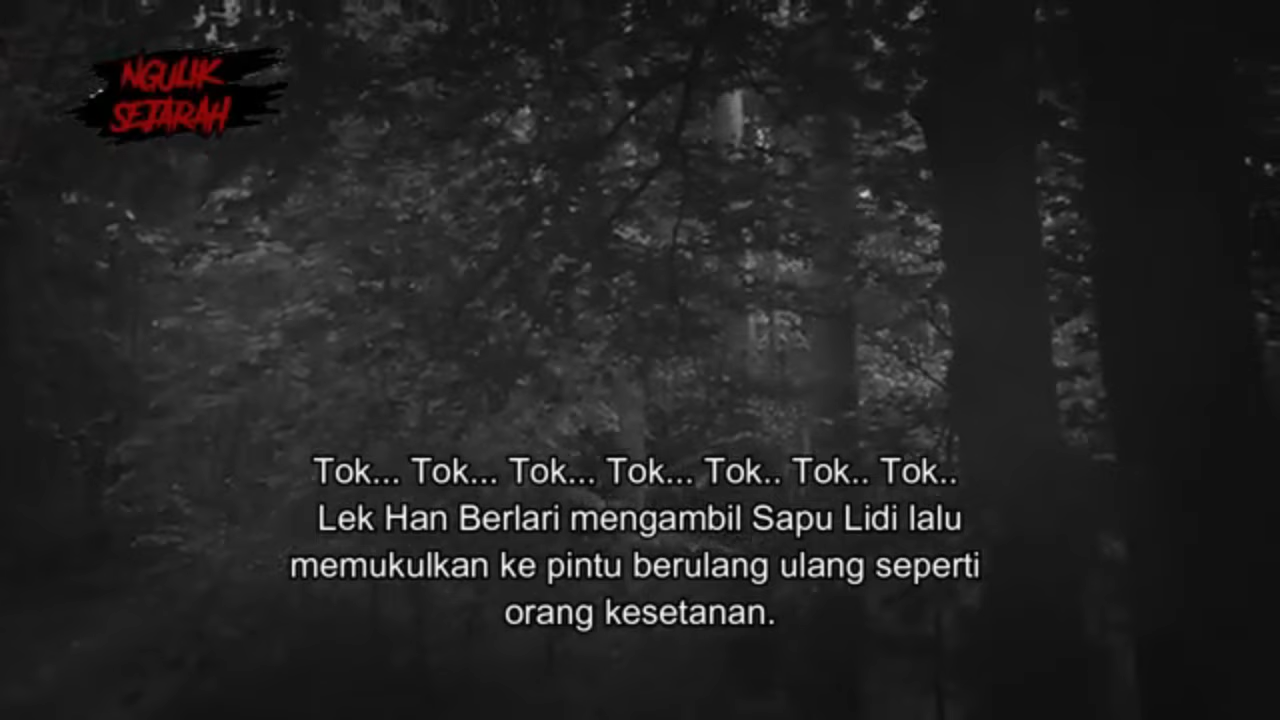 NGULIK
SEJARAH
Tok... Tok... Tok... Tok... Tok.. Tok.. Tok..
Lek Han Berlari mengambil Sapu Lidi lalu
memukulkan ke pintu berulang ulang seperti
orang kesetanan.